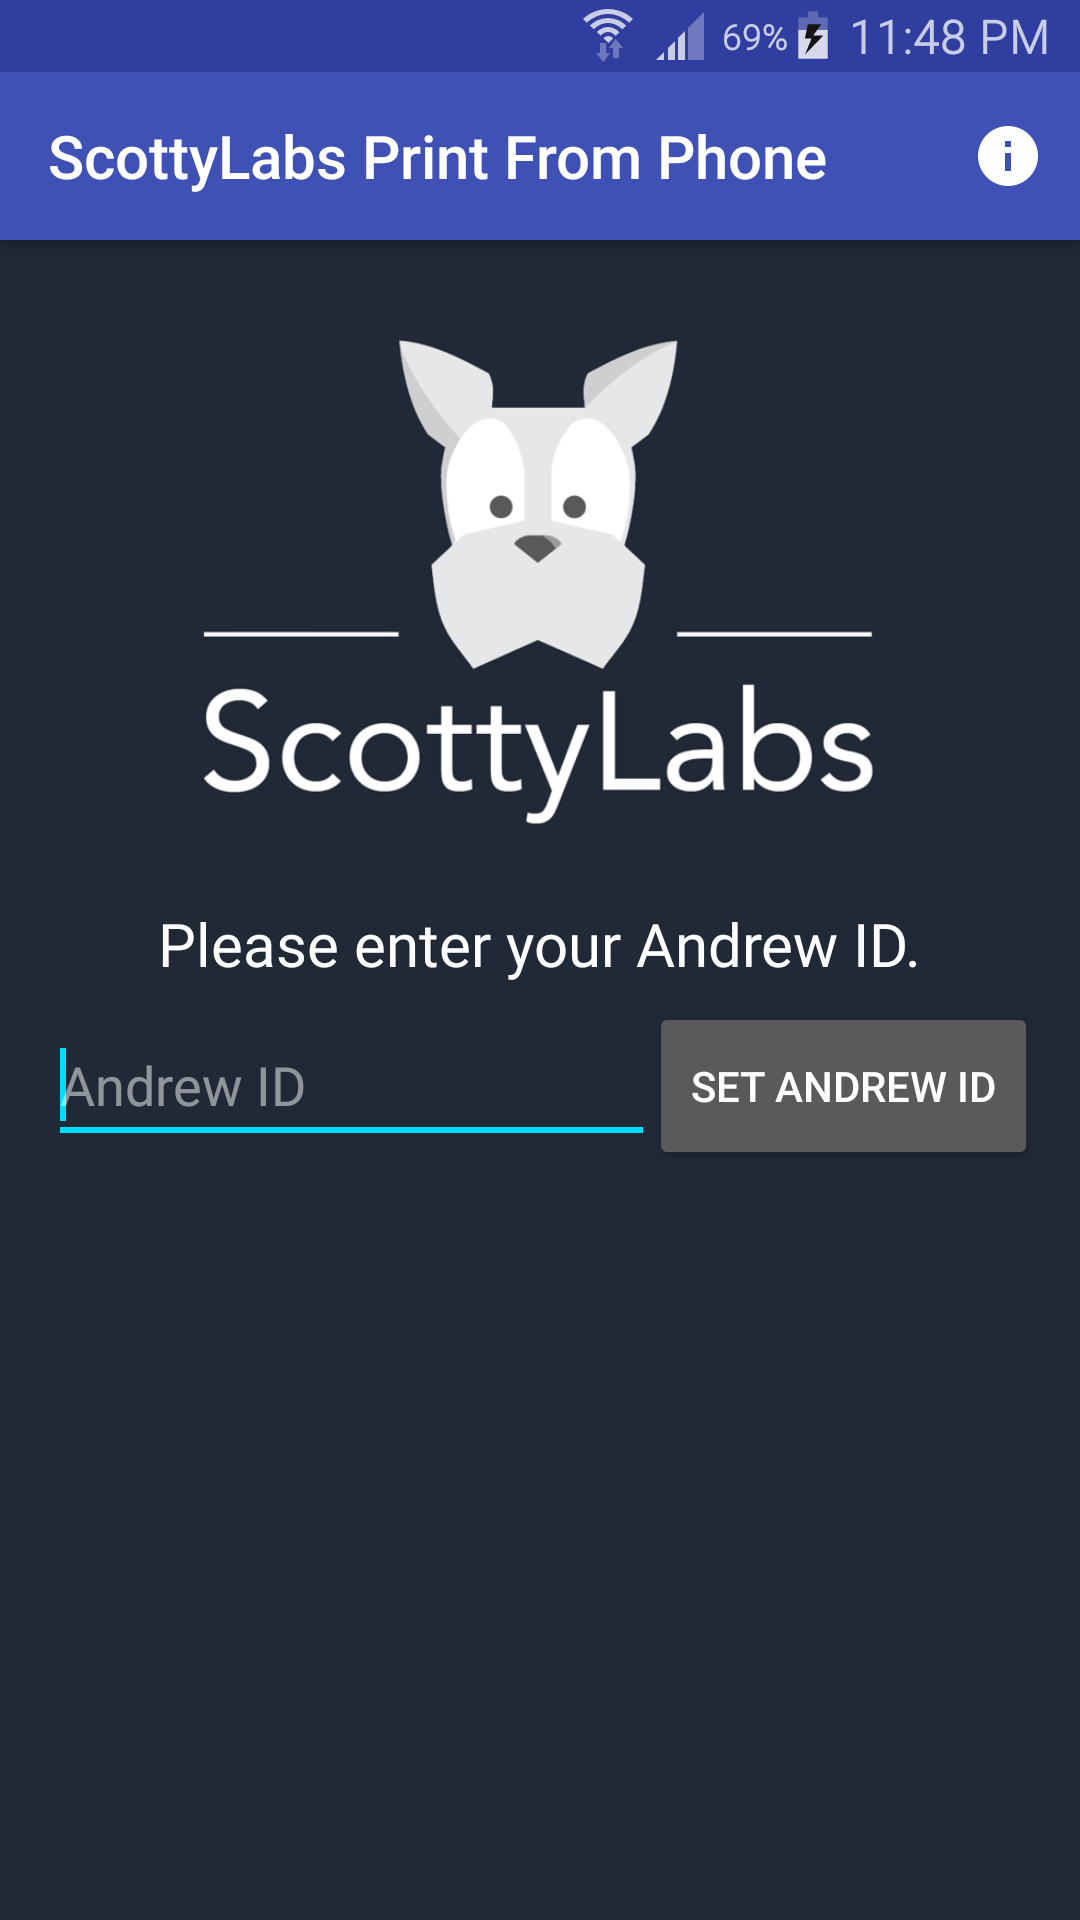 69% 11:48 PM
ScottyLabs Print From Phone
ScottyLabs
Please enter your Andrew ID.
Andrew ID
SET ANDREW ID